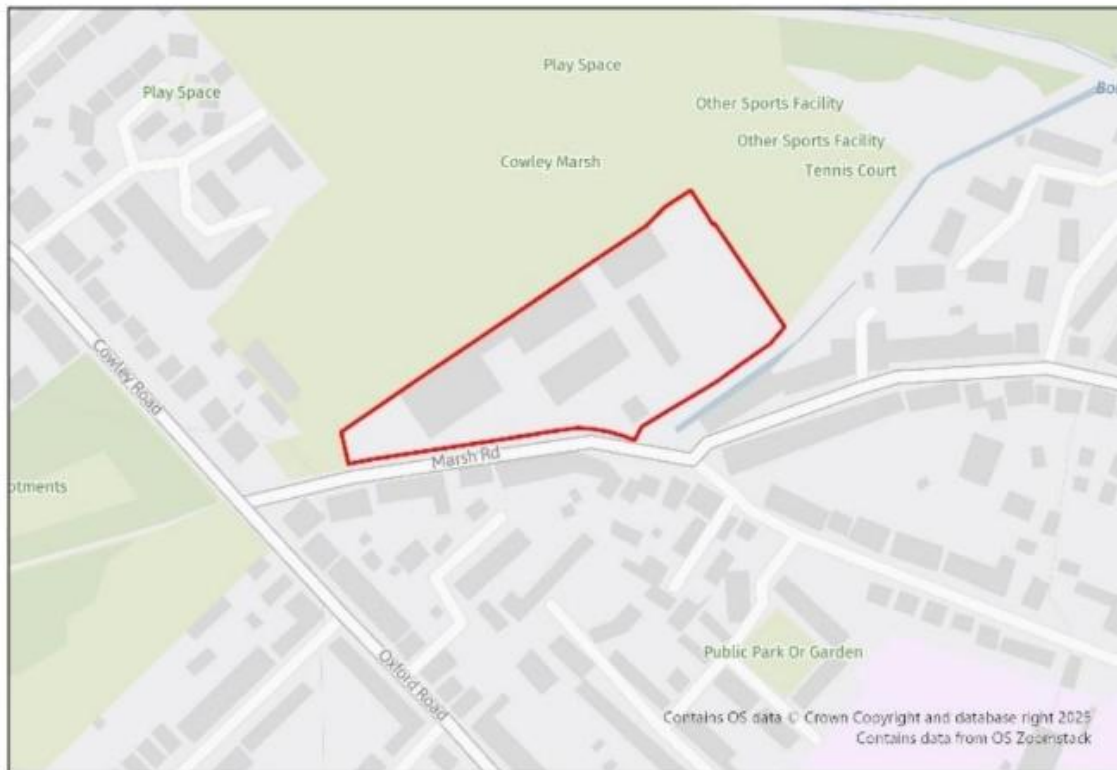 Play Space
Play Space
Other Sports Facility
Other Sports Facility
Cowley Marsh
Tennis Court
Cowley Road
Marsh Rd
otments
Oxford Road
Public Park Or Garden
Contains OS data © Crown Copyright and database right 2025
Contains data from OS Zoomstack